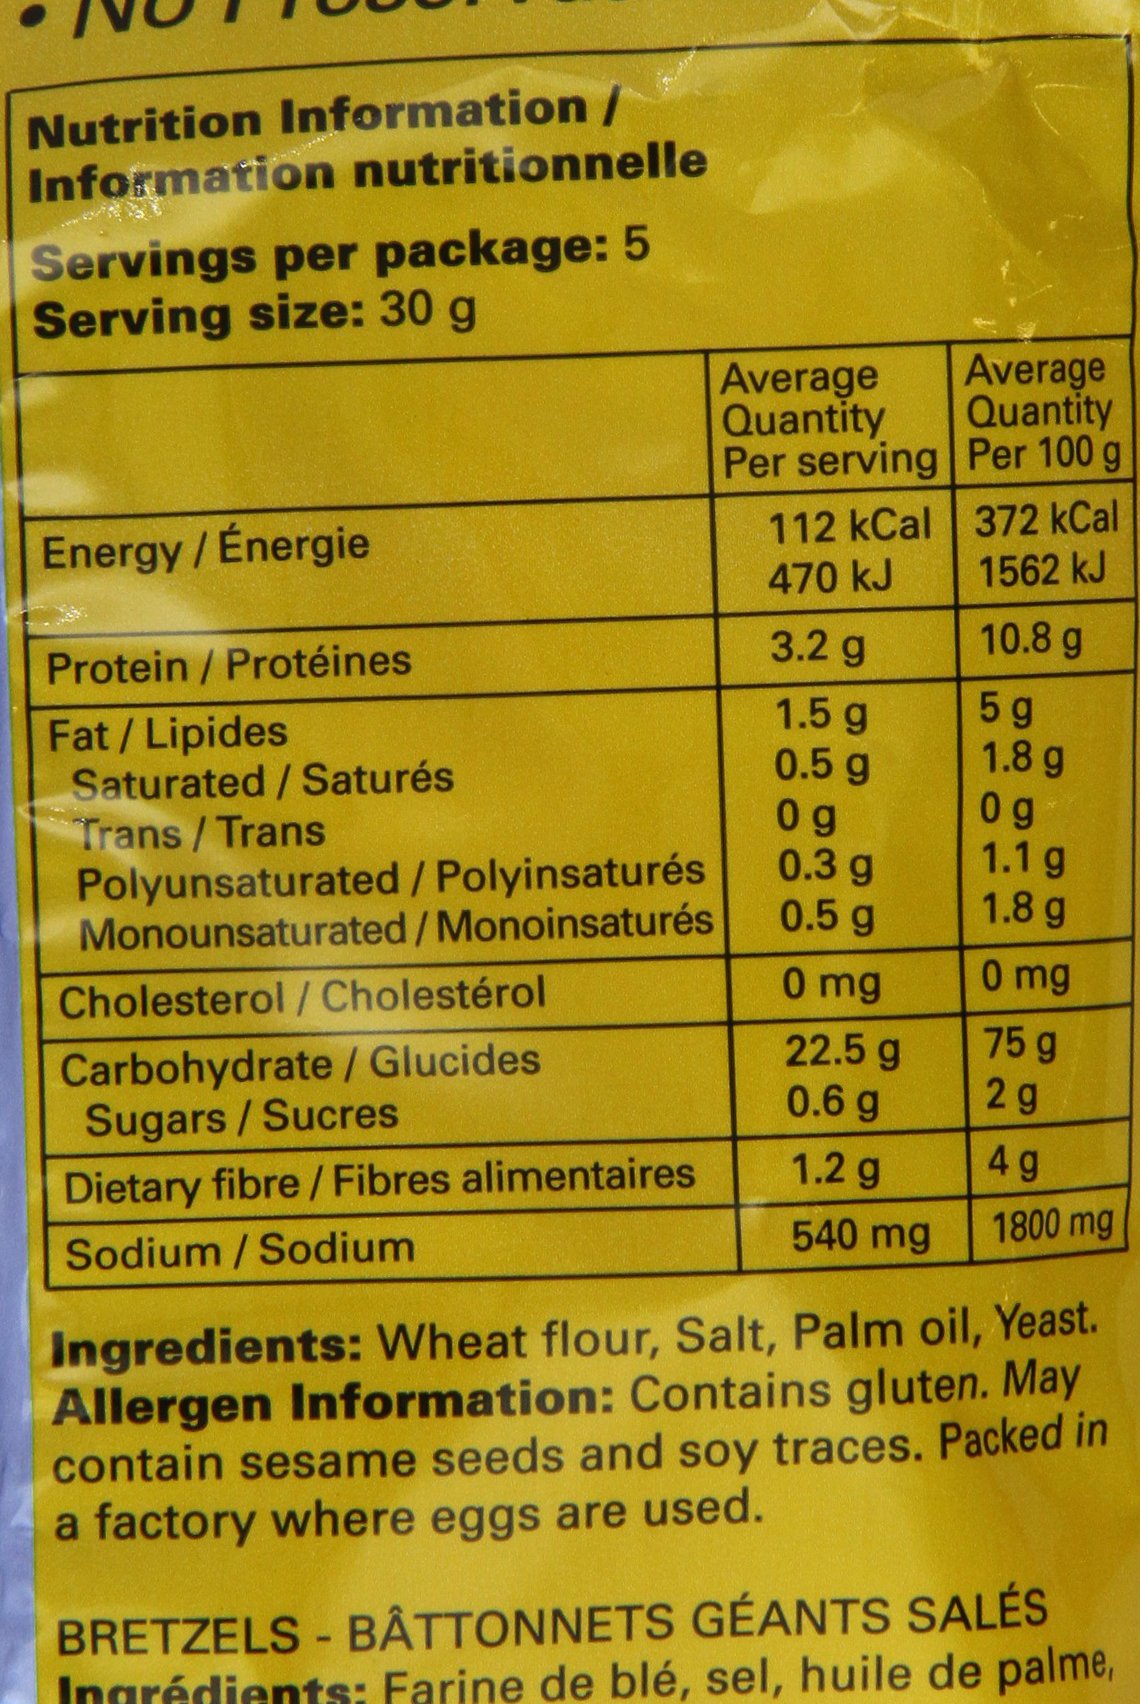 • No
Nutrition Information /
Information nutritionnelle
Servings per package: 5
Serving size: 30 g
Average Quantity Per serving
Average Quantity Per 100 g
Energy / Énergie 112 kCal 372 kCal
470 kJ 1562 kJ
Protein / Protéines 3.2 g 10.8 g
Fat / Lipides 1.5 g 5 g
Saturated / Saturés 0.5 g 1.8 g
Trans / Trans 0 g 0 g
Polyunsaturated / Polyinsaturés 0.3 g 1.1 g
Monounsaturated / Monoinsaturés 0.5 g 1.8 g
Cholesterol / Cholestérol 0 mg 0 mg
Carbohydrate / Glucides 22.5 g 75 g
Sugars / Sucres 0.6 g 2 g
Dietary fibre / Fibres alimentaires 1.2 g 4 g
Sodium / Sodium 540 mg 1800 mg
Ingredients: Wheat flour, Salt, Palm oil, Yeast.
Allergen Information: Contains gluten. May
contain sesame seeds and soy traces. Packed in
a factory where eggs are used.
BRETZELS - BÂTTONNETS GÉANTS SALÉS
Ingrédients: Farine de blé, sel, huile de palme,